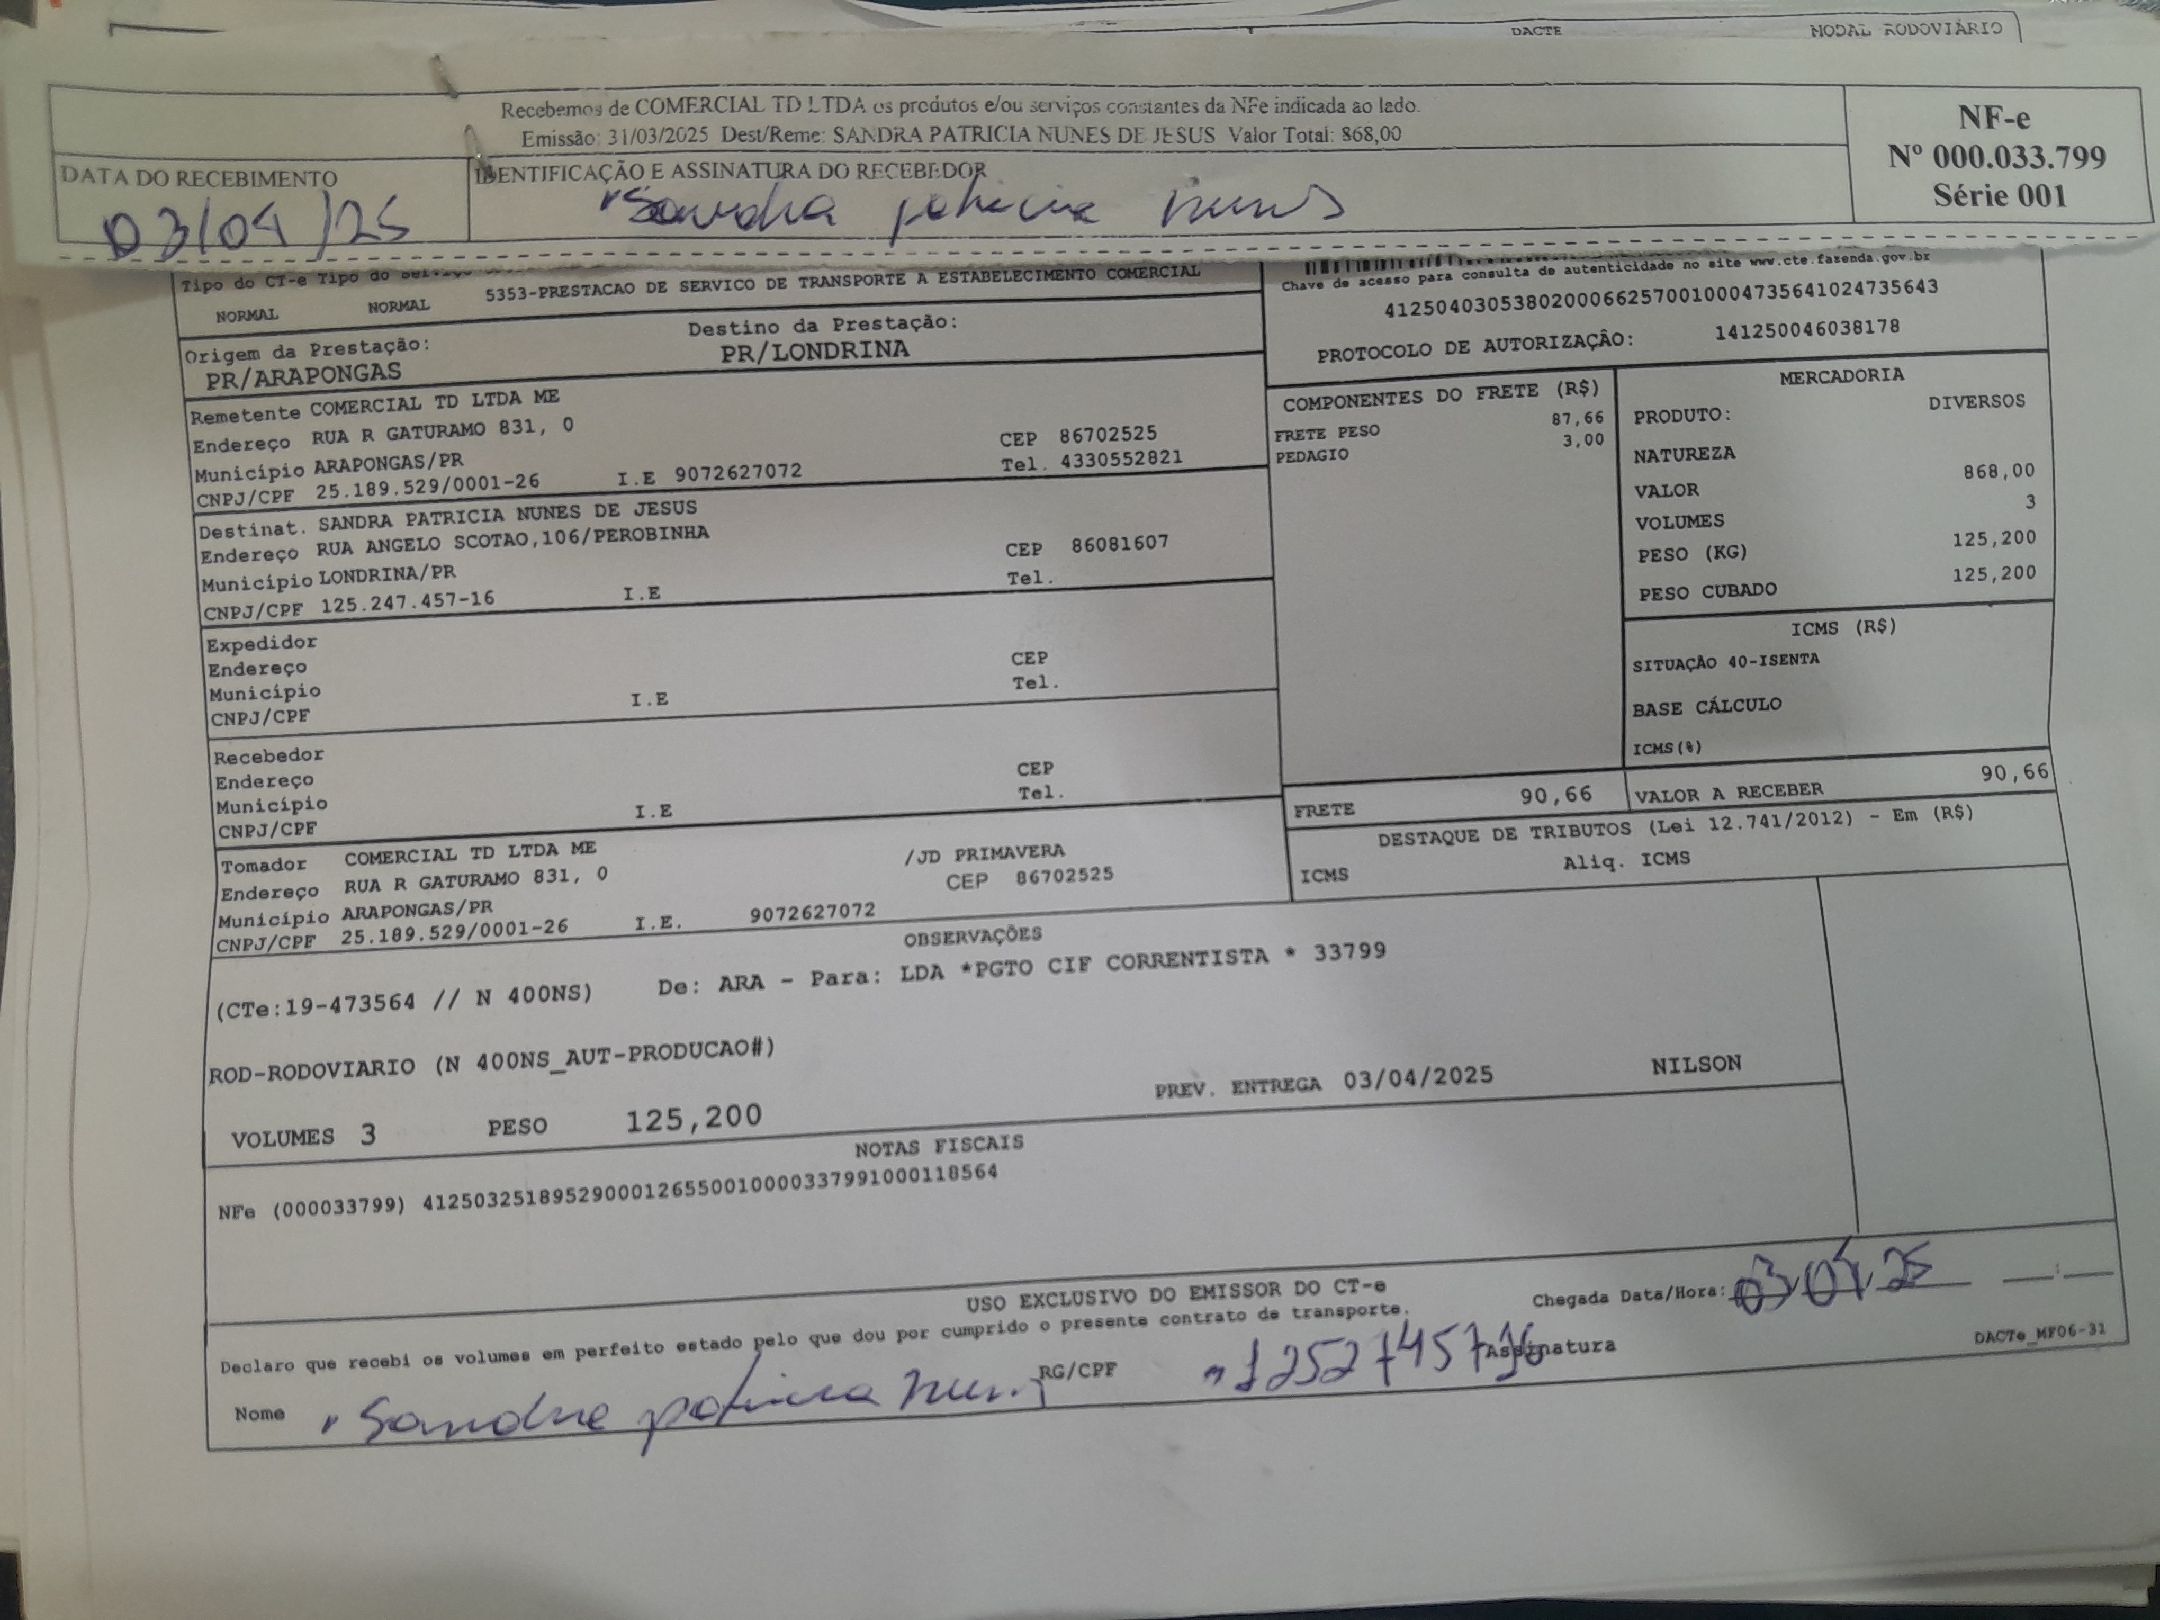 DACTE MODAL RODOVIÁRIO
Recebemos de COMERCIAL TD LTDA os produtos e/ou serviços constantes da NFe indicada ao lado.
Emissão: 31/03/2025 Dest/Reme: SANDRA PATRICIA NUNES DE JESUS Valor Total: 868,00
NF-e
Nº 000.033.799
Série 001
DATA DO RECEBIMENTO
03/04/25
IDENTIFICAÇÃO E ASSINATURA DO RECEBEDOR
Sandra patricia nunes
Tipo do CT-e Tipo do Serviço
NORMAL NORMAL 5353-PRESTACAO DE SERVICO DE TRANSPORTE A ESTABELECIMENTO COMERCIAL
Chave de acesso para consulta de autenticidade no site www.cte.fazenda.gov.br
41250403053802000662570010004735641024735643
PROTOCOLO DE AUTORIZAÇÃO: 141250046038178
Origem da Prestação:
PR/ARAPONGAS
Destino da Prestação:
PR/LONDRINA
Remetente COMERCIAL TD LTDA ME
Endereço RUA R GATURAMO 831, 0 CEP 86702525
Município ARAPONGAS/PR Tel. 4330552821
CNPJ/CPF 25.189.529/0001-26 I.E 9072627072
Destinat. SANDRA PATRICIA NUNES DE JESUS
Endereço RUA ANGELO SCOTAO,106/PEROBINHA CEP 86081607
Município LONDRINA/PR Tel.
CNPJ/CPF 125.247.457-16 I.E
Expedidor
Endereço CEP
Município Tel.
CNPJ/CPF I.E
Recebedor
Endereço CEP
Município Tel.
CNPJ/CPF I.E
Tomador COMERCIAL TD LTDA ME /JD PRIMAVERA
Endereço RUA R GATURAMO 831, 0 CEP 86702525
Município ARAPONGAS/PR
CNPJ/CPF 25.189.529/0001-26 I.E. 9072627072
COMPONENTES DO FRETE (R$)
FRETE PESO 87,66
PEDAGIO 3,00
MERCADORIA
PRODUTO: DIVERSOS
NATUREZA
VALOR 868,00
VOLUMES 3
PESO (KG) 125,200
PESO CUBADO 125,200
ICMS (R$)
SITUAÇÃO 40-ISENTA
BASE CÁLCULO
ICMS(%)
FRETE 90,66 VALOR A RECEBER 90,66
DESTAQUE DE TRIBUTOS (Lei 12.741/2012) - Em (R$)
ICMS Aliq. ICMS
OBSERVAÇÕES
(CTe:19-473564 // N 400NS) De: ARA - Para: LDA *PGTO CIF CORRENTISTA * 33799
ROD-RODOVIARIO (N 400NS_AUT-PRODUCAO#)
VOLUMES 3 PESO 125,200 PREV. ENTREGA 03/04/2025 NILSON
NOTAS FISCAIS
NFe (000033799) 41250325189529000126550010000337991000118564
USO EXCLUSIVO DO EMISSOR DO CT-e
Declaro que recebi os volumes em perfeito estado pelo que dou por cumprido o presente contrato de transporte.
Chegada Data/Hora: 03/04/25
Nome Sandra patricia nunes RG/CPF Assinatura
DACTe_MF06-31